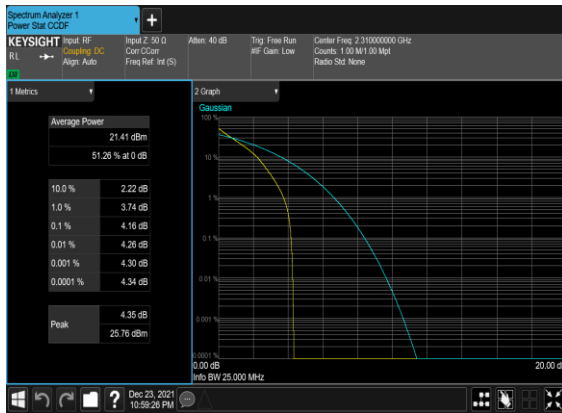 Spectrum Analyzer 1
Power Stat CCDF
KEYSIGHT
RL
Input: RF
Coupling: DC
Align: Auto
Input Z: 50 Ω
Corr CCorr
Freq Ref: Int (S)
Atten: 40 dB
Trig: Free Run
#IF Gain: Low
Center Freq: 2.310000000 GHz
Counts: 1.00 M/1.00 Mpt
Radio Std: None
1 Metrics
Average Power
21.41 dBm
51.26 % at 0 dB
10.0 % 2.22 dB
1.0 % 3.74 dB
0.1 % 4.16 dB
0.01 % 4.26 dB
0.001 % 4.30 dB
0.0001 % 4.34 dB
Peak
4.35 dB
25.76 dBm
2 Graph
Gaussian
100 %
10 %
1 %
0.1 %
0.01 %
0.001 %
0.0001 %
0.00 dB
20.00 dB
Info BW 25.000 MHz
?
Dec 23, 2021
10:59:26 PM